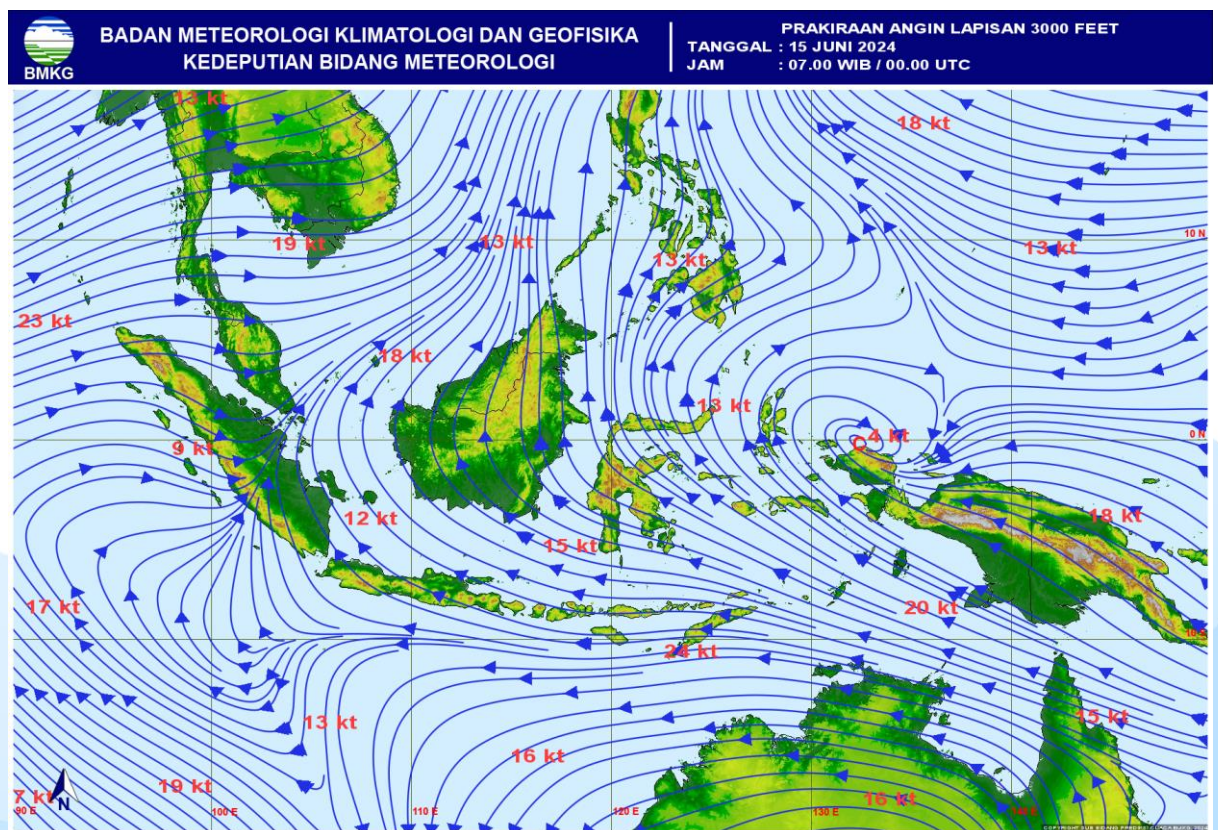 BMKG
BADAN METEOROLOGI KLIMATOLOGI DAN GEOFISIKA
KEDEPUTIAN BIDANG METEOROLOGI
PRAKIRAAN ANGIN LAPISAN 3000 FEET
TANGGAL : 15 JUNI 2024
JAM : 07.00 WIB / 00.00 UTC
13 kt
18 kt
10 N
19 kt
13 kt
13 kt
13 kt
23 kt
18 kt
13 kt
4 kt
0 N
9 kt
12 kt
18 kt
15 kt
17 kt
20 kt
24 kt
13 kt
15 kt
16 kt
19 kt
7 kt
16 kt
N
90 E
100 E
110 E
120 E
130 E